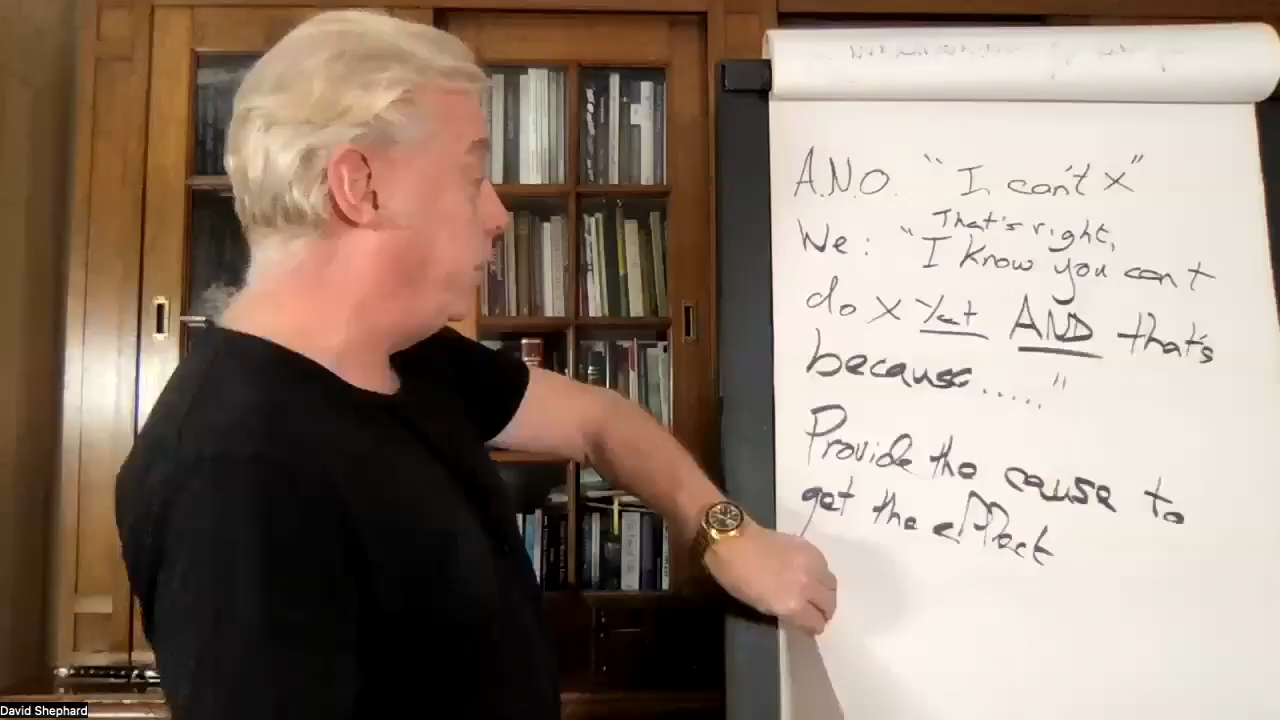 A.N.O. "I can't X"
That's right,
We: "I know you can't
do X Yet AND that's
because....."
Provide the cause to
get the effect
David Shephard